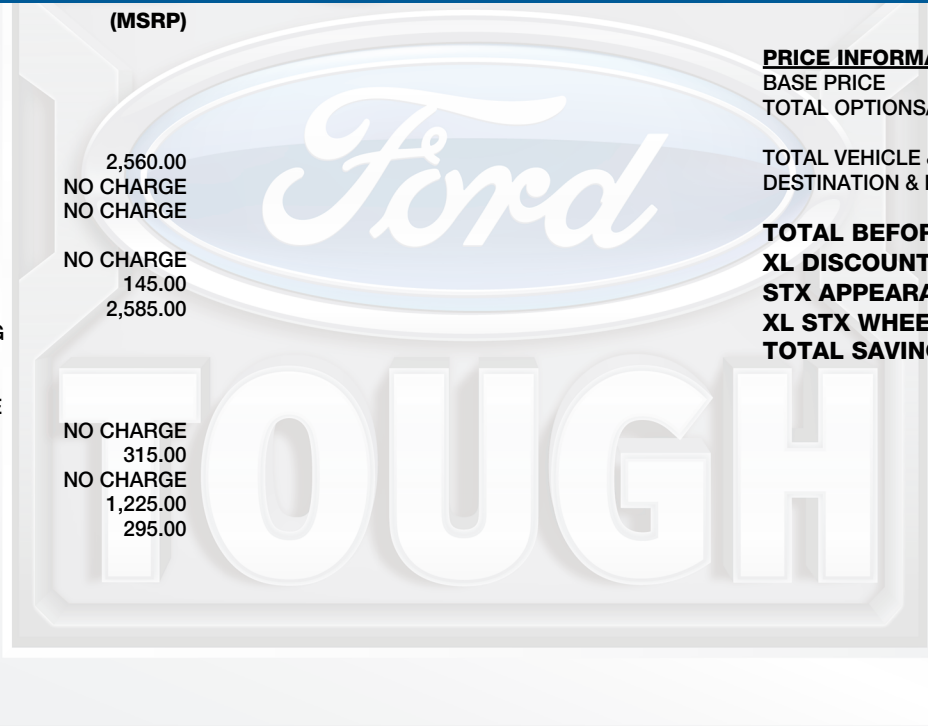 (MSRP)
2,560.00
NO CHARGE
NO CHARGE
NO CHARGE
145.00
2,585.00
NO CHARGE
315.00
NO CHARGE
1,225.00
295.00
Ford
TOUGH
PRICE INFORMA
BASE PRICE
TOTAL OPTIONS
TOTAL VEHICLE
DESTINATION &
TOTAL BEFOR
XL DISCOUNT
STX APPEARA
XL STX WHEE
TOTAL SAVIN